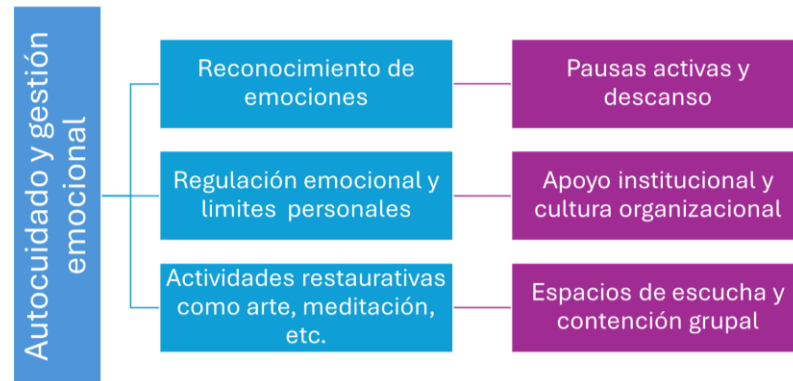 Autocuidado y gestión
emocional
Reconocimiento de
emociones
Pausas activas y
descanso
Regulación emocional y
limites personales
Apoyo institucional y
cultura organizacional
Actividades restaurativas
como arte, meditación,
etc.
Espacios de escucha y
contención grupal